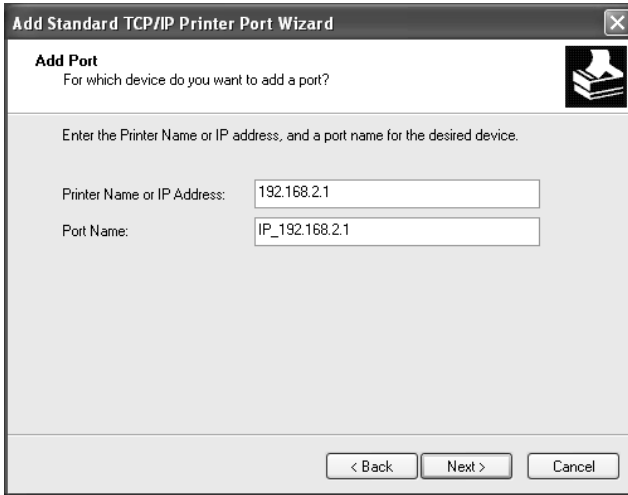 Add Standard TCP/IP Printer Port Wizard
Add Port
For which device do you want to add a port?
Enter the Printer Name or IP address, and a port name for the desired device.
Printer Name or IP Address: 192.168.2.1
Port Name: IP_192.168.2.1
< Back Next > Cancel